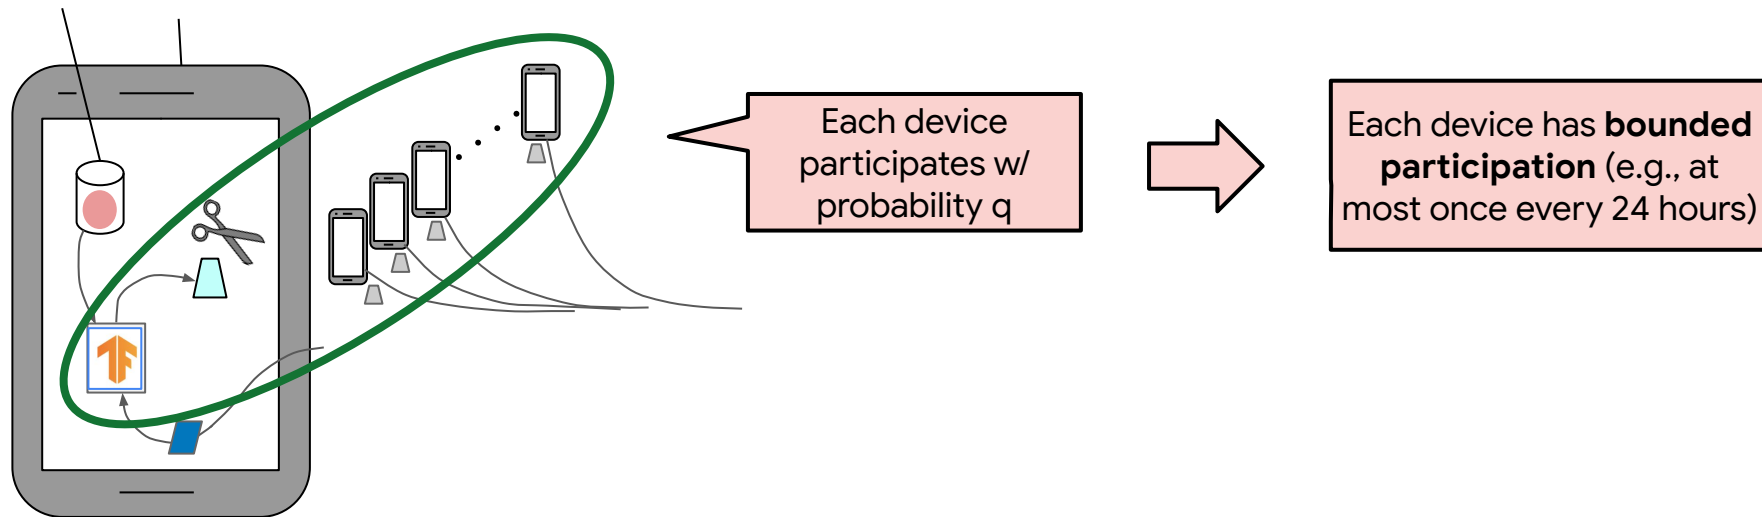 Each device
participates w/
probability q
Each device has bounded
participation (e.g., at
most once every 24 hours)